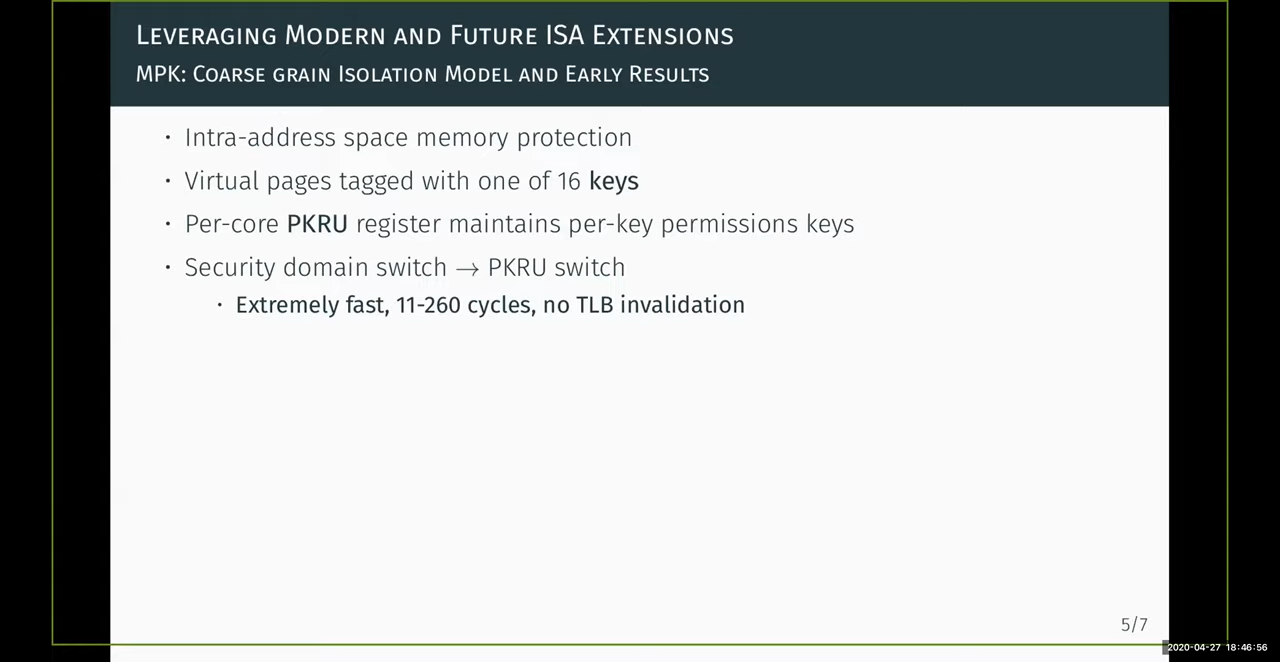 Leveraging Modern and Future ISA Extensions
MPK: Coarse grain Isolation Model and Early Results
· Intra-address space memory protection
· Virtual pages tagged with one of 16 keys
· Per-core PKRU register maintains per-key permissions keys
· Security domain switch → PKRU switch
· Extremely fast, 11-260 cycles, no TLB invalidation
5/7
2020-04-27 18:46:56